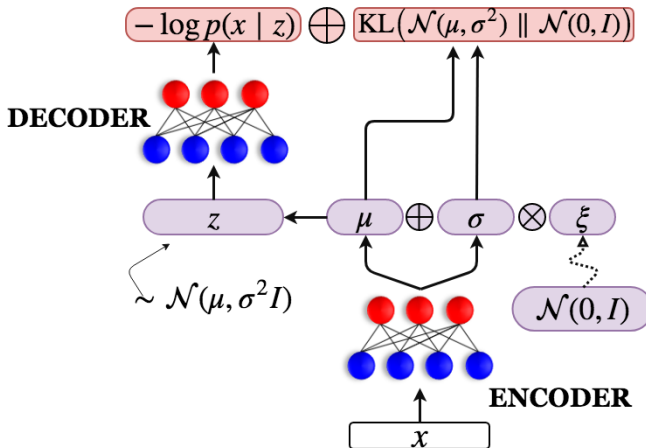 − log p(x | z) ⊕ KL(𝒩(μ, σ²) ∥ 𝒩(0, I))
DECODER
z μ ⊕ σ ⊗ ξ
∼ 𝒩(μ, σ²I)
𝒩(0, I)
ENCODER
x